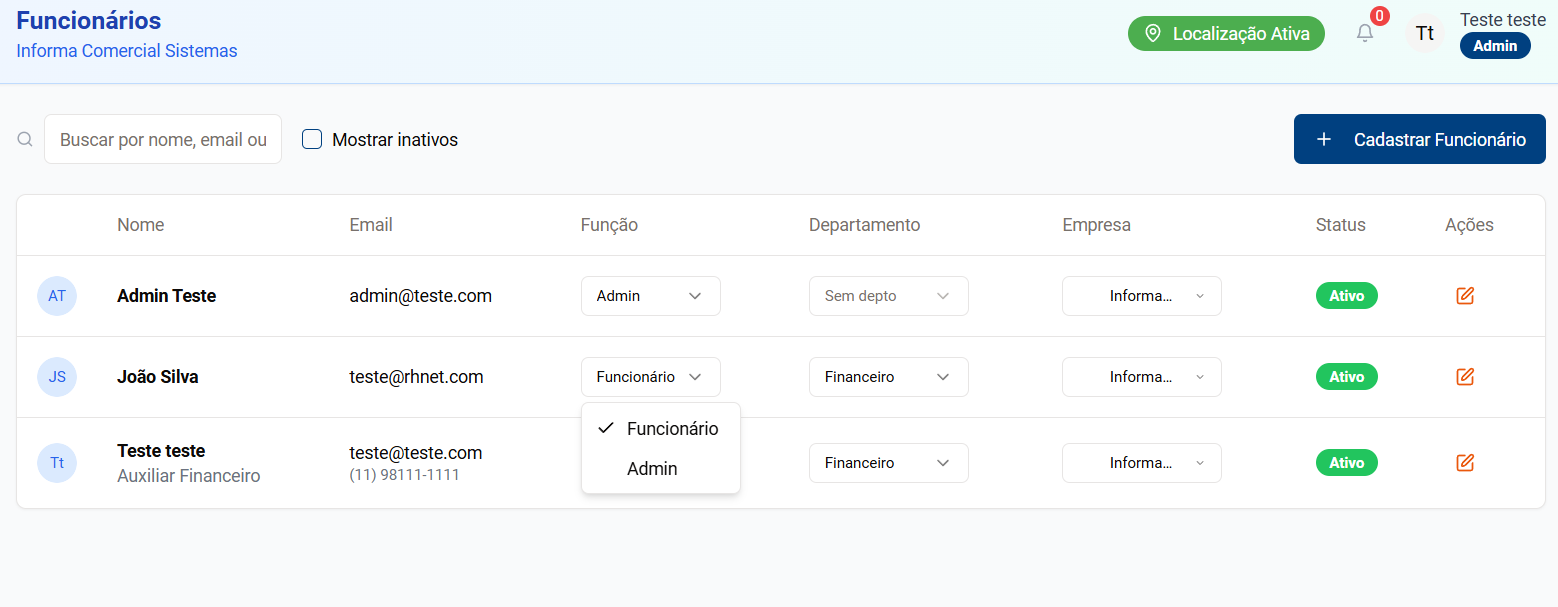 Funcionários
Informa Comercial Sistemas
Localização Ativa
0
Tt
Teste teste
Admin
Buscar por nome, email ou
Mostrar inativos
+ Cadastrar Funcionário
Nome Email Função Departamento Empresa Status Ações
AT Admin Teste admin@teste.com Admin Sem depto Informa... Ativo
JS João Silva teste@rhnet.com Funcionário Financeiro Informa... Ativo
Funcionário
Admin
Tt Teste teste teste@teste.com Financeiro Informa... Ativo
Auxiliar Financeiro (11) 98111-1111